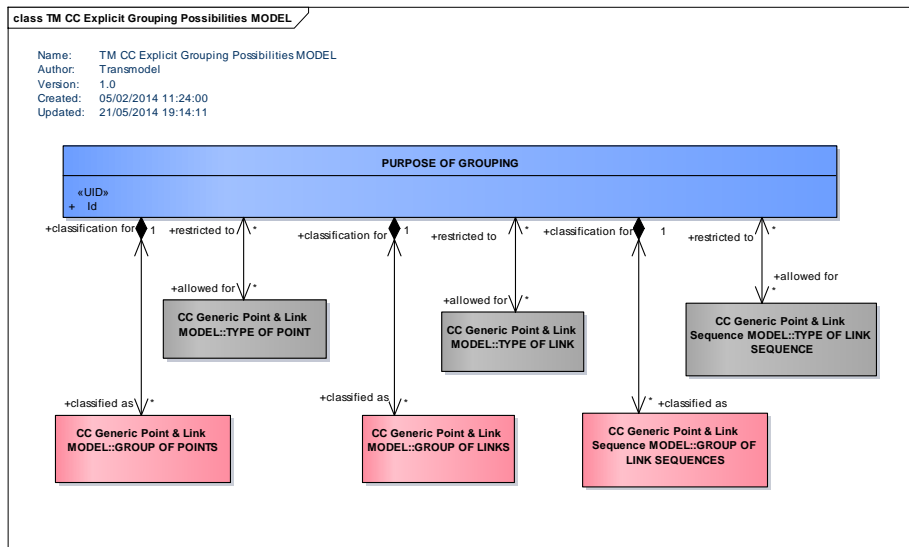 class TM CC Explicit Grouping Possibilities MODEL
Name: TM CC Explicit Grouping Possibilities MODEL
Author: Transmodel
Version: 1.0
Created: 05/02/2014 11:24:00
Updated: 21/05/2014 19:14:11
PURPOSE OF GROUPING
«UID»
+ Id
+classification for 1 +restricted to * +classification for 1 +restricted to * +classification for 1 +restricted to *
+allowed for * +allowed for * +allowed for *
CC Generic Point & Link
MODEL::TYPE OF POINT
CC Generic Point & Link
MODEL::TYPE OF LINK
CC Generic Point & Link
Sequence MODEL::TYPE OF LINK
SEQUENCE
+classified as * +classified as * * +classified as
CC Generic Point & Link
MODEL::GROUP OF POINTS
CC Generic Point & Link
MODEL::GROUP OF LINKS
CC Generic Point & Link
Sequence MODEL::GROUP OF
LINK SEQUENCES